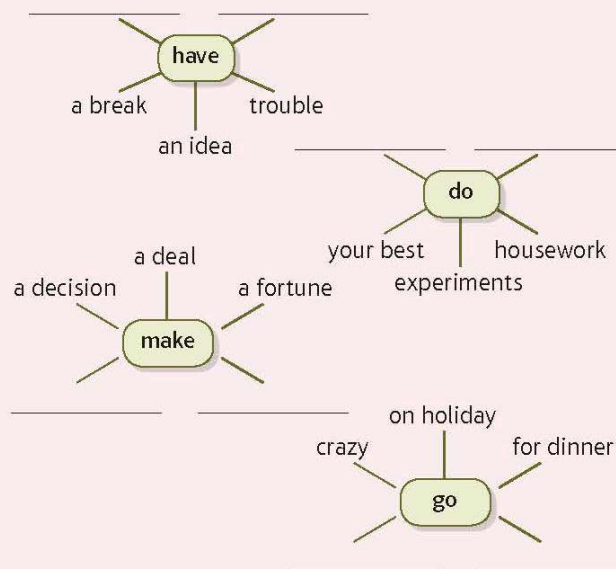 have
a break
trouble
an idea
do
your best
housework
experiments
a deal
a decision
a fortune
make
on holiday
crazy
for dinner
go